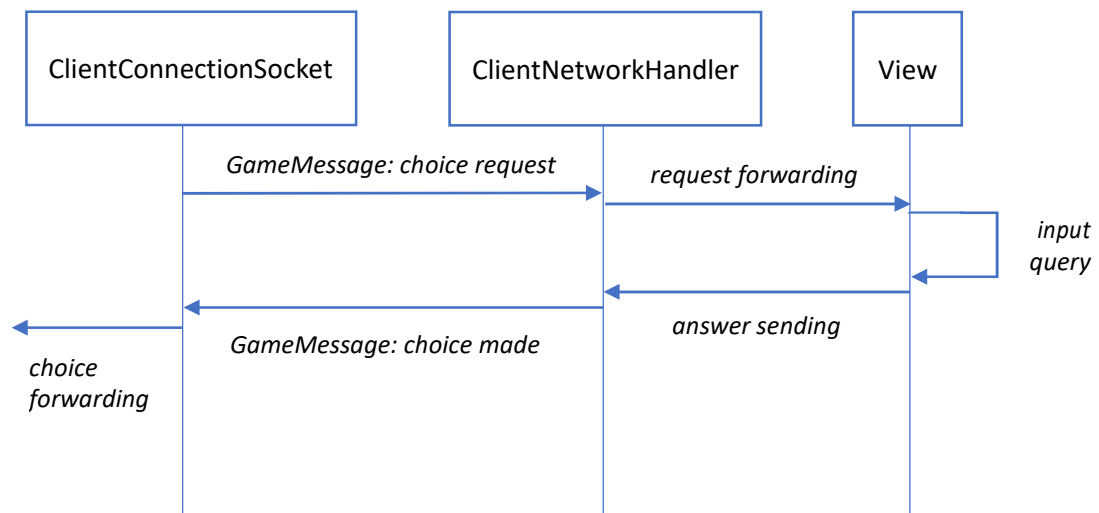 ClientConnectionSocket
ClientNetworkHandler
View
GameMessage: choice request
request forwarding
input
query
answer sending
GameMessage: choice made
choice
forwarding